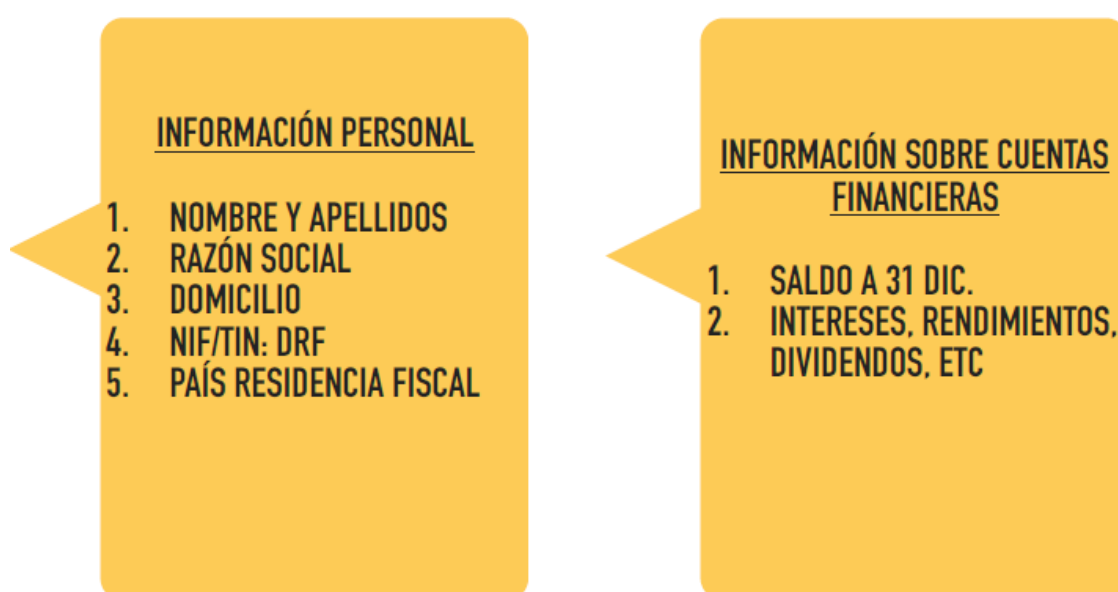 INFORMACIÓN PERSONAL
1. NOMBRE Y APELLIDOS
2. RAZÓN SOCIAL
3. DOMICILIO
4. NIF/TIN: DRF
5. PAÍS RESIDENCIA FISCAL
INFORMACIÓN SOBRE CUENTAS
FINANCIERAS
1. SALDO A 31 DIC.
2. INTERESES, RENDIMIENTOS,
DIVIDENDOS, ETC